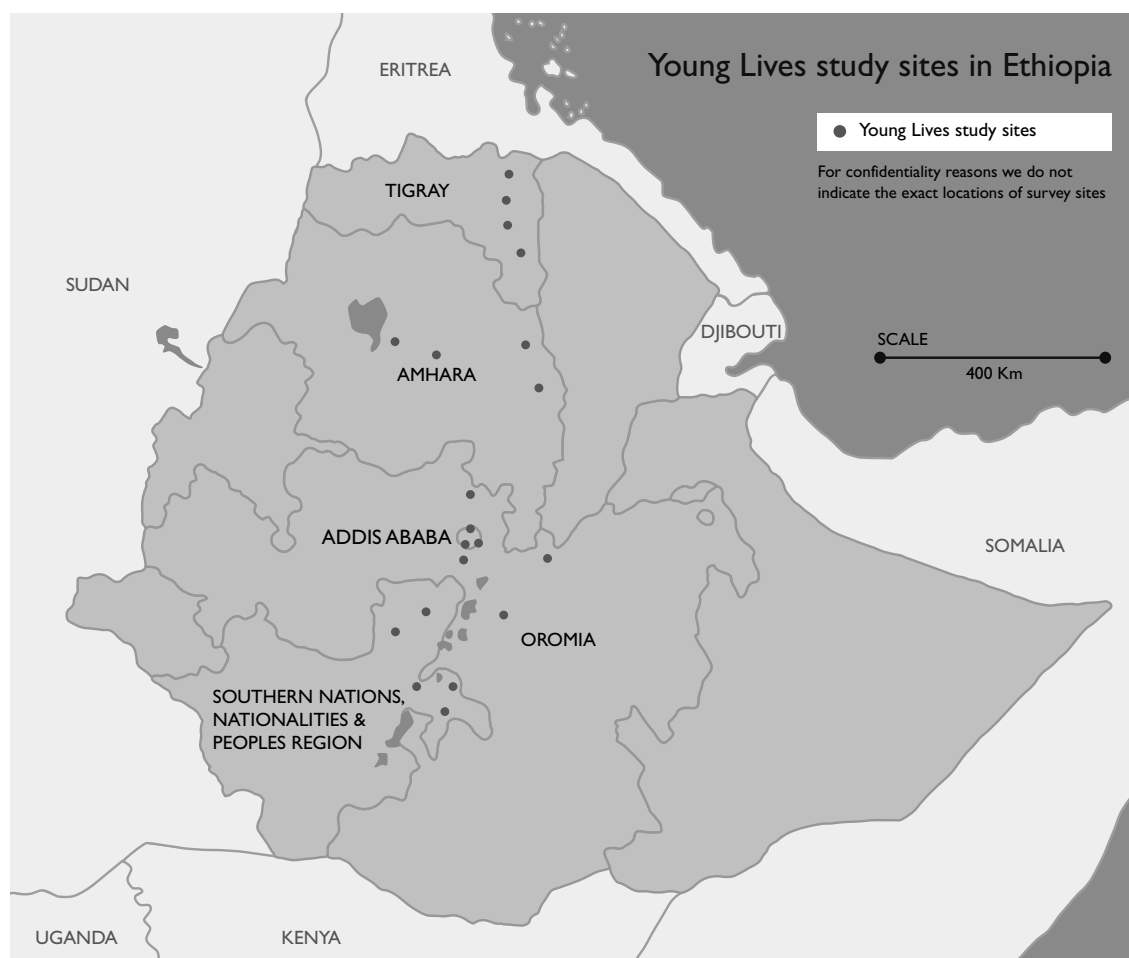 Young Lives study sites in Ethiopia
ERITREA
Young Lives study sites
For confidentiality reasons we do not
indicate the exact locations of survey sites
TIGRAY
SUDAN
DJIBOUTI
SCALE
400 Km
AMHARA
ADDIS ABABA
SOMALIA
OROMIA
SOUTHERN NATIONS,
NATIONALITIES &
PEOPLES REGION
UGANDA
KENYA